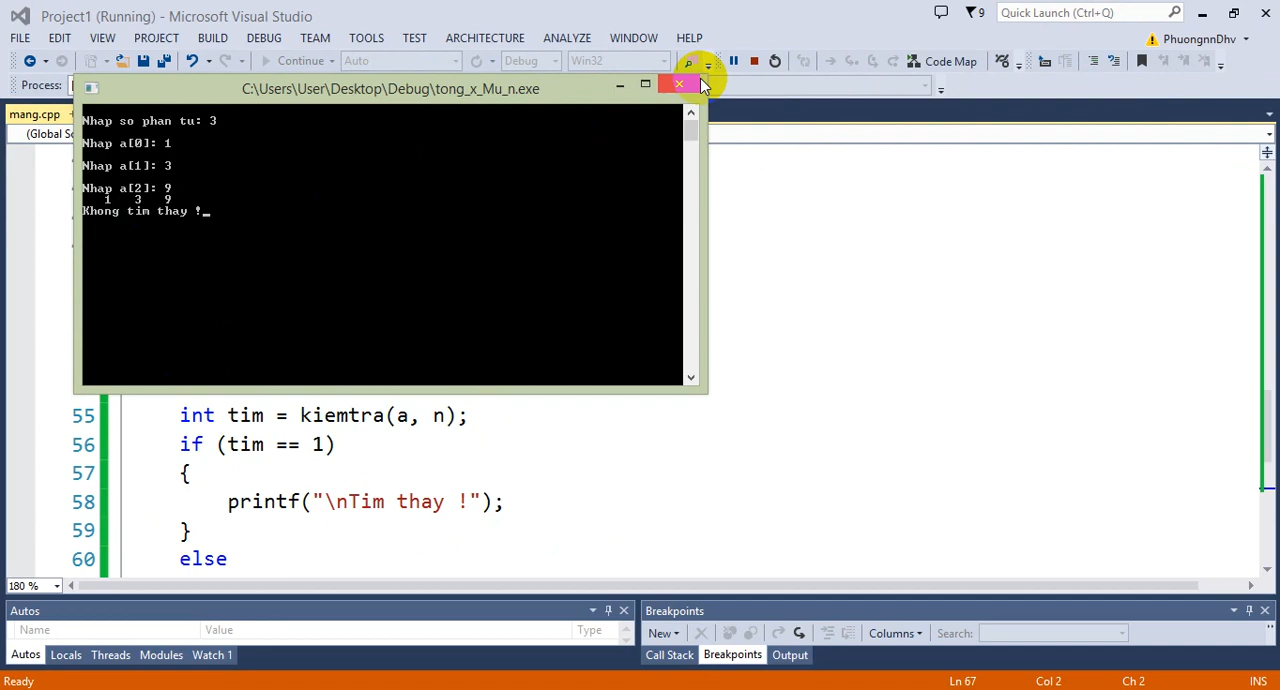 Project1 (Running) - Microsoft Visual Studio
9
Quick Launch (Ctrl+Q)
FILE EDIT VIEW PROJECT BUILD DEBUG TEAM TOOLS TEST ARCHITECTURE ANALYZE WINDOW HELP
PhuongnnDhv
Continue Auto Debug Win32 Code Map
Process:
C:\Users\User\Desktop\Debug\tong_x_Mu_n.exe
mang.cpp
(Global
Nhap so phan tu: 3
Nhap a[0]: 1
Nhap a[1]: 3
Nhap a[2]: 9
1 3 9
Khong tim thay !_
55 int tim = kiemtra(a, n);
56 if (tim == 1)
57 {
58 printf("\nTim thay !");
59 }
60 else
180 %
Autos
Name Value Type
Autos Locals Threads Modules Watch 1
Breakpoints
New Columns Search:
Call Stack Breakpoints Output
Ready Ln 67 Col 2 Ch 2 INS